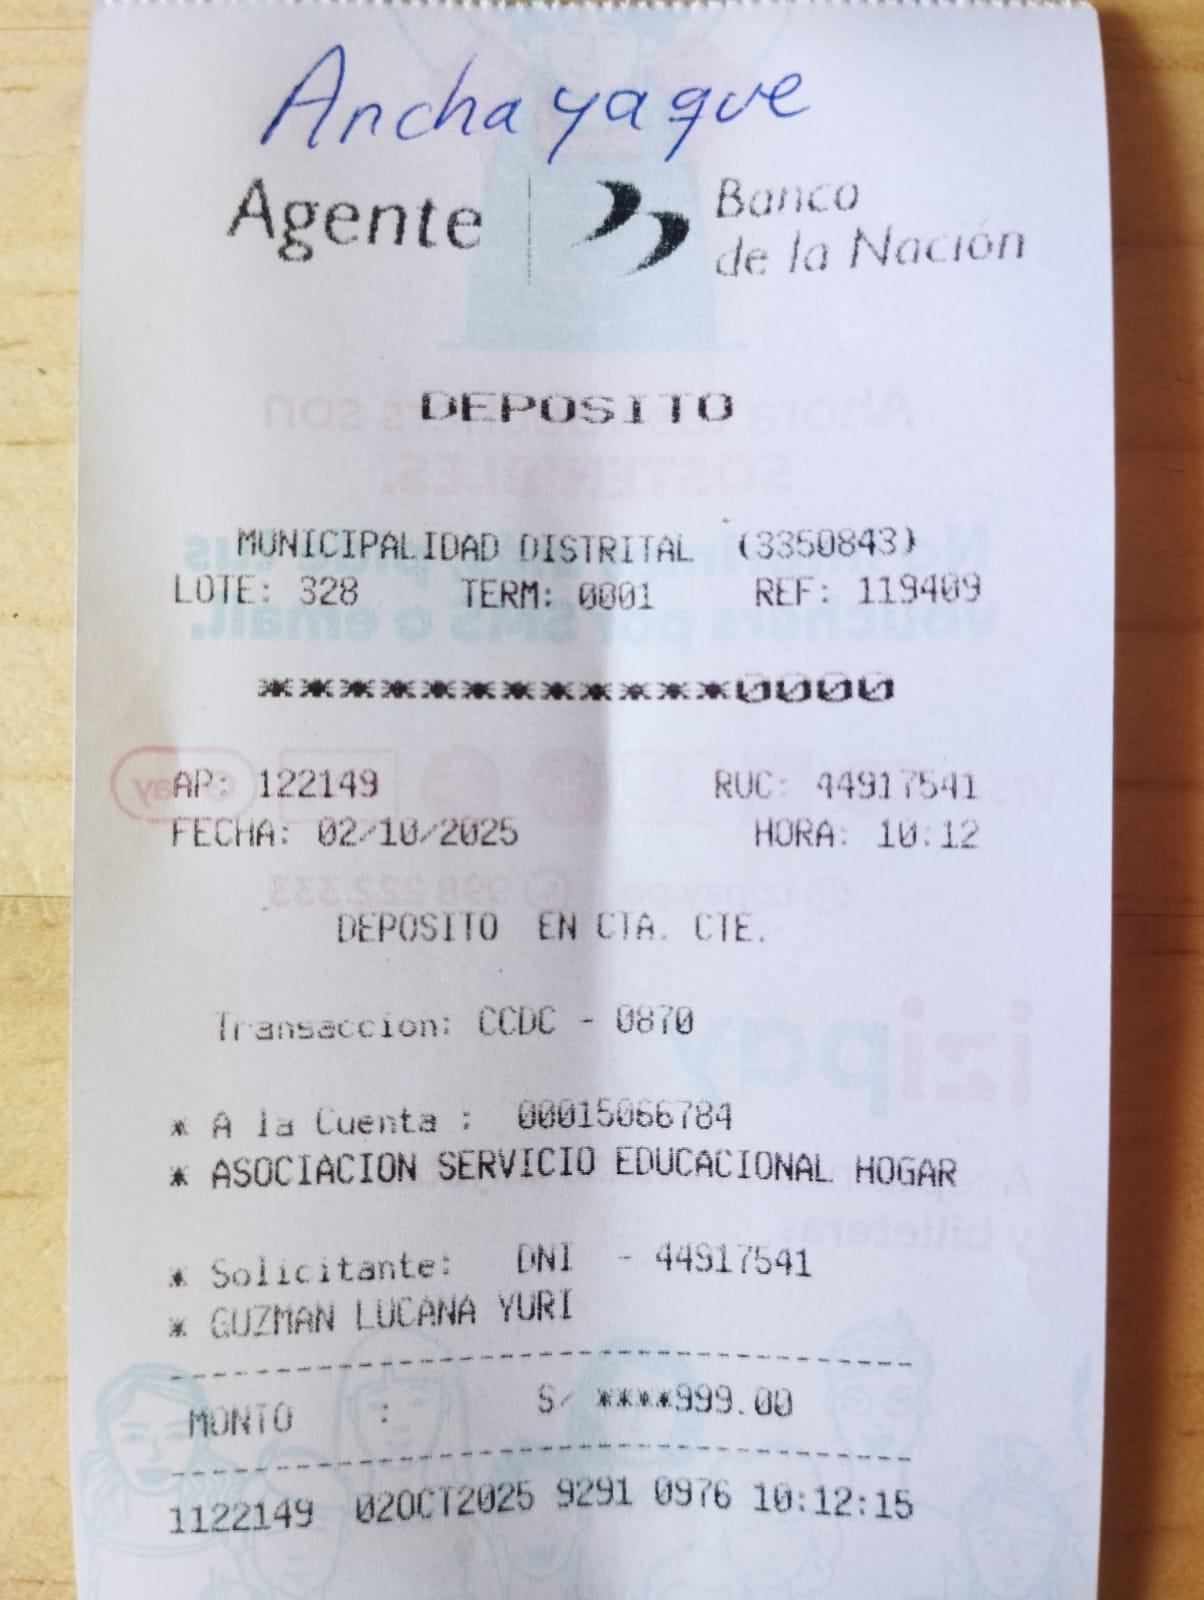 Anchayaque
Agente Banco de la Nación
DEPOSITO
MUNICIPALIDAD DISTRITAL (3350843)
LOTE: 328 TERM: 0001 REF: 119409
*************0000
AP: 122149 RUC: 44917541
FECHA: 02/10/2025 HORA: 10:12
DEPOSITO EN CTA. CTE.
Transaccion: CCDC - 0870
* A la Cuenta : 00015066784
* ASOCIACION SERVICIO EDUCACIONAL HOGAR
* Solicitante: DNI - 44917541
* GUZMAN LUCANA YURI
MONTO : S/ ****999.00
1122149 02OCT2025 9291 0976 10:12:15